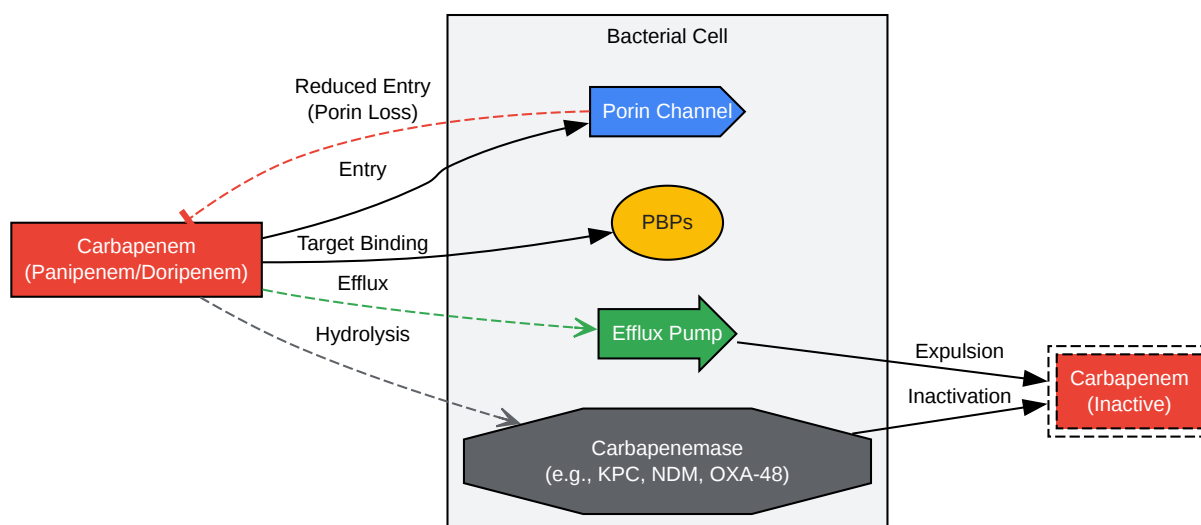 Bacterial Cell
Reduced Entry
(Porin Loss)
Porin Channel
Entry
PBPs
Carbapenem
(Panipenem/Doripenem)
Target Binding
Efflux
Hydrolysis
Efflux Pump
Expulsion
Inactivation
Carbapenem
(Inactive)
Carbapenemase
(e.g., KPC, NDM, OXA-48)